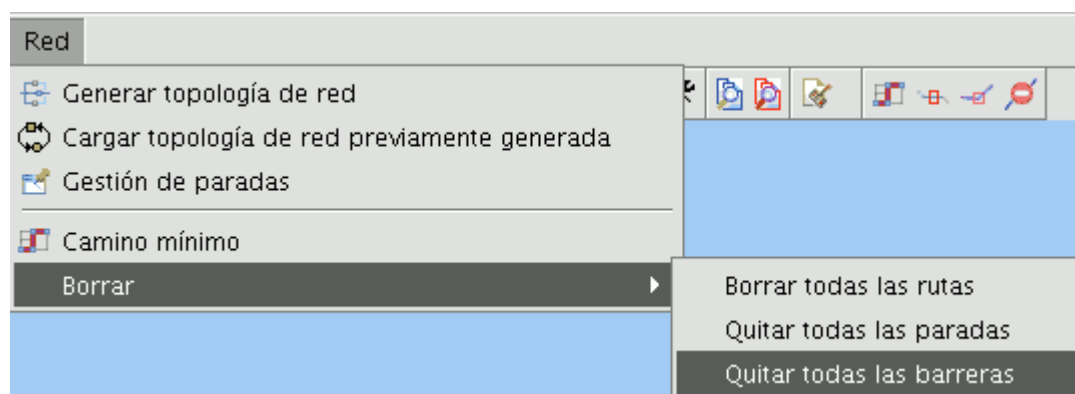 Red
Generar topología de red
Cargar topología de red previamente generada
Gestión de paradas
Camino mínimo
Borrar
Borrar todas las rutas
Quitar todas las paradas
Quitar todas las barreras